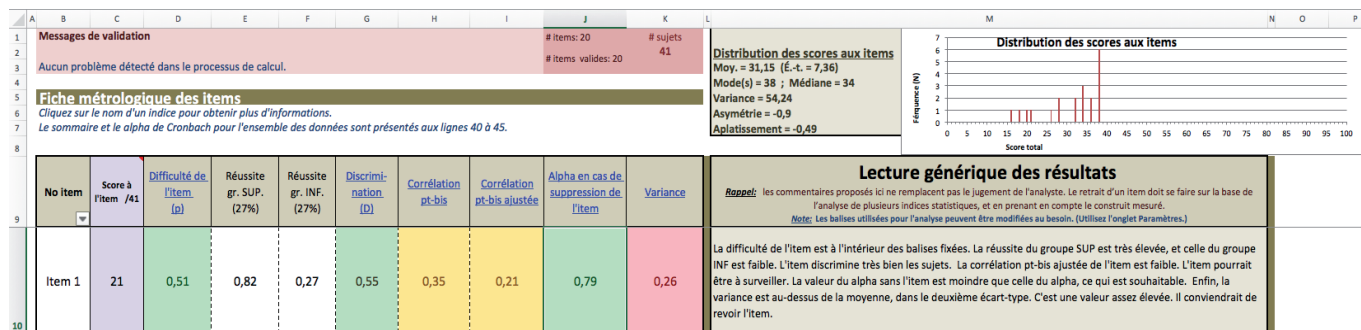 A B C D E F G H I J K L M N O P
1 Messages de validation # items: 20 # sujets
2 41
3 Aucun problème détecté dans le processus de calcul. # items valides: 20
4
5 Fiche métrologique des items
6 Cliquez sur le nom d'un indice pour obtenir plus d'informations.
7 Le sommaire et le alpha de Cronbach pour l'ensemble des données sont présentés aux lignes 40 à 45.
8
Distribution des scores aux items
Moy. = 31,15 (É.-t. = 7,36)
Mode(s) = 38 ; Médiane = 34
Variance = 54,24
Asymétrie = -0,9
Aplatissement = -0,49
Distribution des scores aux items
Fréquence (N)
7
6
5
4
3
2
1
0
0 5 10 15 20 25 30 35 40 45 50 55 60 65 70 75 80 85 90 95 100
Score total
9
No item
Score à
l'item /41
Difficulté de
l'item
(p)
Réussite
gr. SUP.
(27%)
Réussite
gr. INF.
(27%)
Discrimi-
nation
(D)
Corrélation
pt-bis
Corrélation
pt-bis ajustée
Alpha en cas de
suppression de
l'item
Variance
Lecture générique des résultats
Rappel: les commentaires proposés ici ne remplacent pas le jugement de l'analyste. Le retrait d'un item doit se faire sur la base de
l'analyse de plusieurs indices statistiques, et en prenant en compte le construit mesuré.
Note: Les balises utilisées pour l'analyse peuvent être modifiées au besoin. (Utilisez l'onglet Paramètres.)
10
Item 1 21 0,51 0,82 0,27 0,55 0,35 0,21 0,79 0,26
La difficulté de l'item est à l'intérieur des balises fixées. La réussite du groupe SUP est très élevée, et celle du groupe
INF est faible. L'item discrimine très bien les sujets. La corrélation pt-bis ajustée de l'item est faible. L'item pourrait
être à surveiller. La valeur du alpha sans l'item est moindre que celle du alpha, ce qui est souhaitable. Enfin, la
variance est au-dessus de la moyenne, dans le deuxième écart-type. C'est une valeur assez élevée. Il conviendrait de
revoir l'item.